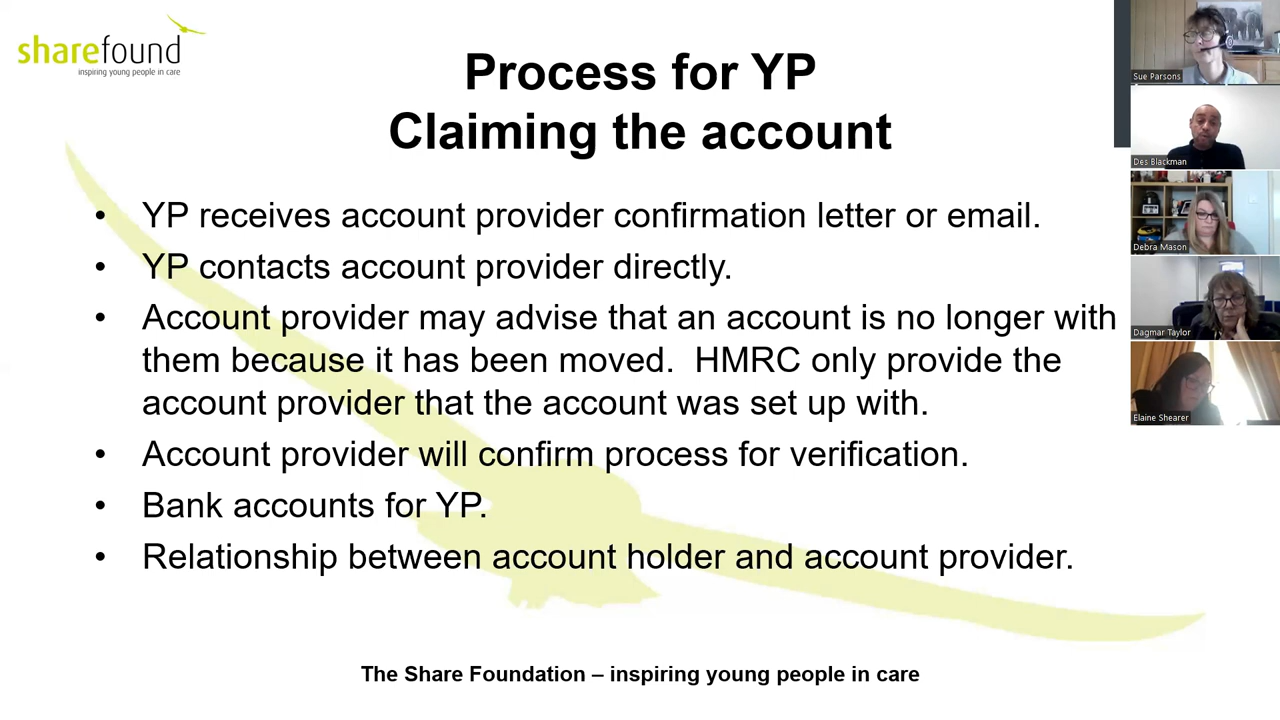 sharefound
inspiring young people in care
Process for YP
Claiming the account
• YP receives account provider confirmation letter or email.
• YP contacts account provider directly.
• Account provider may advise that an account is no longer with
them because it has been moved.  HMRC only provide the
account provider that the account was set up with.
• Account provider will confirm process for verification.
• Bank accounts for YP.
• Relationship between account holder and account provider.
The Share Foundation – inspiring young people in care
Sue Parsons
Des Blackman
Debra Mason
Dagmar Taylor
Elaine Shearer